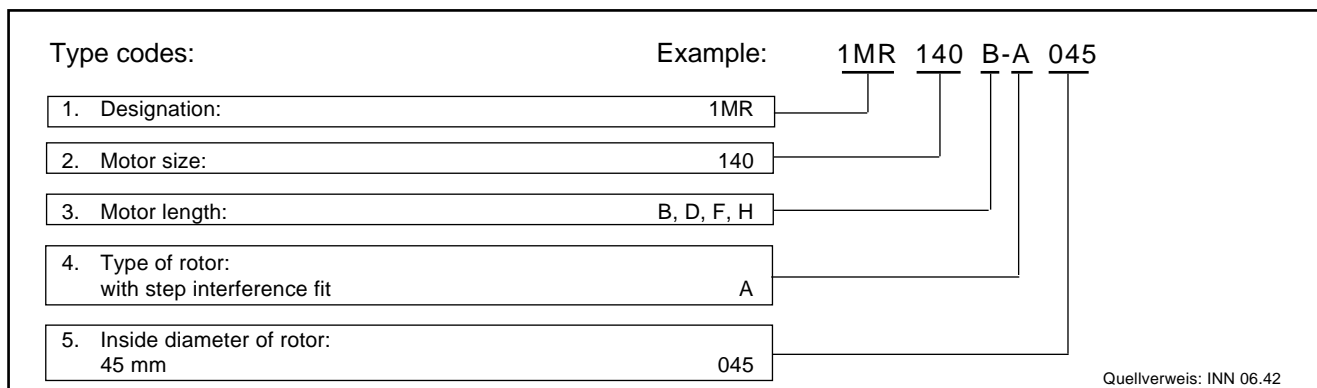 Type codes: Example: 1MR 140 B-A 045
1. Designation: 1MR
2. Motor size: 140
3. Motor length: B, D, F, H
4. Type of rotor:
with step interference fit A
5. Inside diameter of rotor:
45 mm 045
Quellverweis: INN 06.42